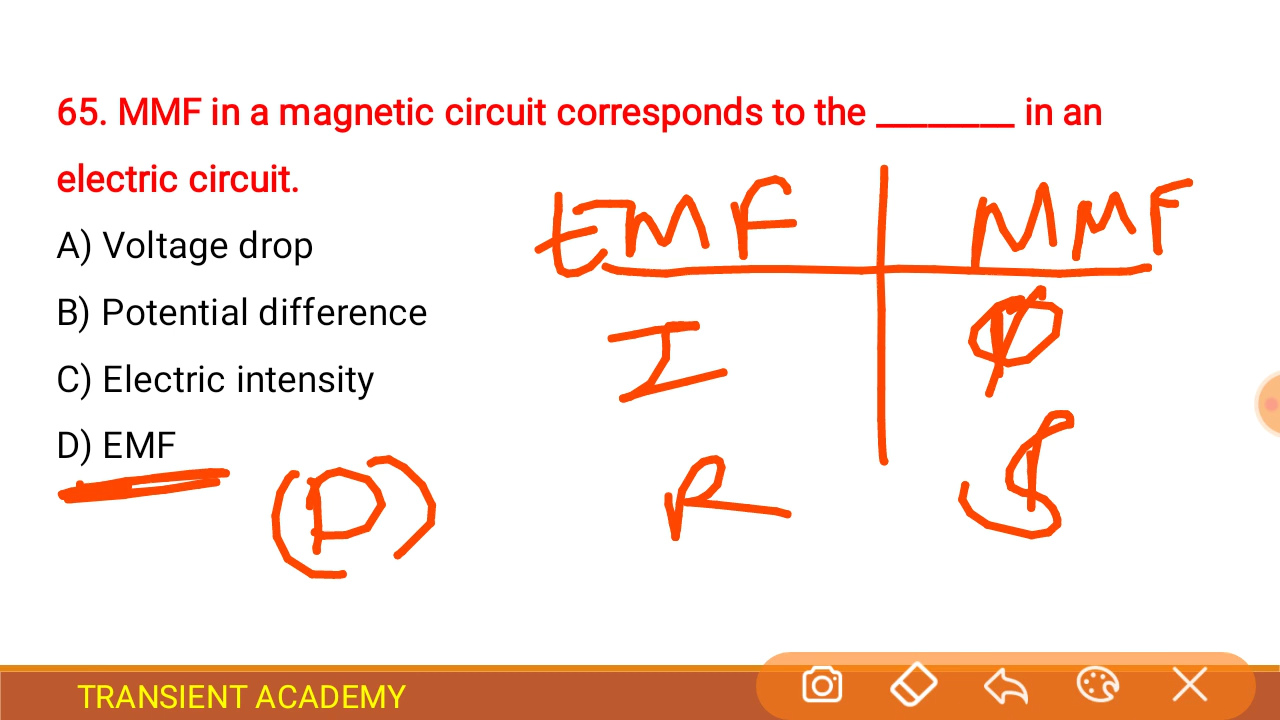 65. MMF in a magnetic circuit corresponds to the ________ in an
electric circuit.
A) Voltage drop
B) Potential difference
C) Electric intensity
D) EMF
(D)
EMF MMF
I Φ
R S
TRANSIENT ACADEMY